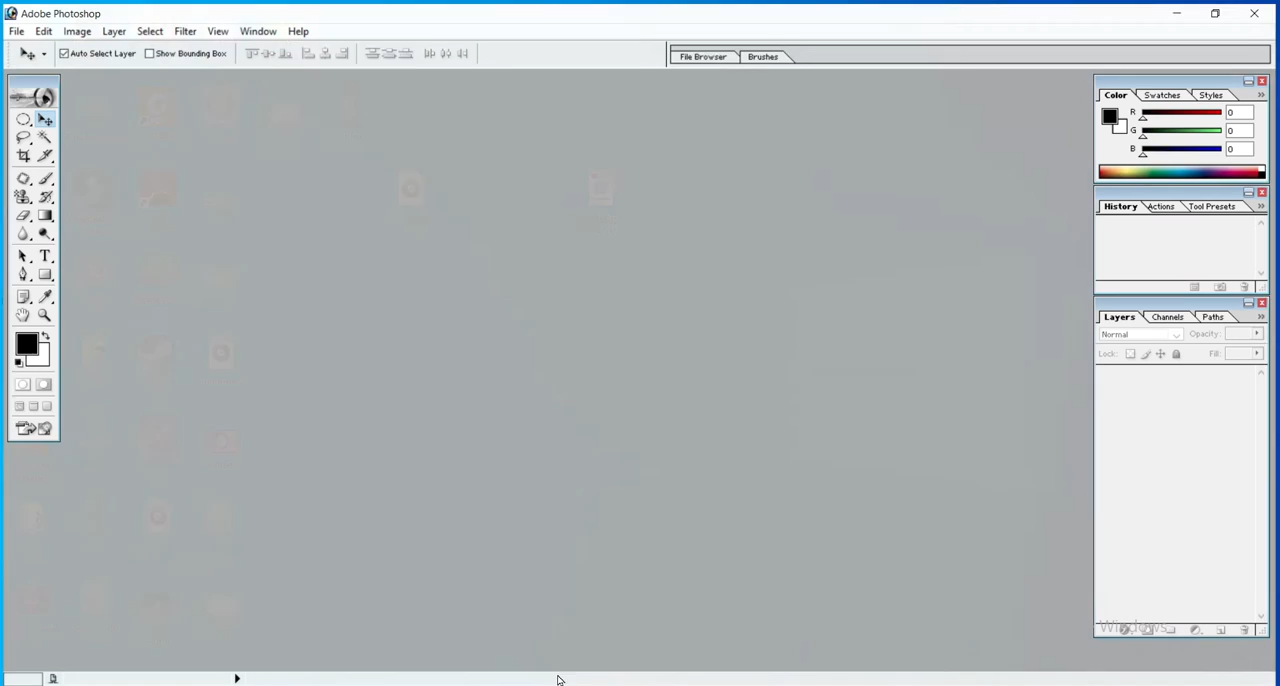 Adobe Photoshop
File Edit Image Layer Select Filter View Window Help
Auto Select Layer Show Bounding Box File Browser Brushes
Color Swatches Styles
R 0
G 0
B 0
History Actions Tool Presets
T
Layers Channels Paths
Normal Opacity:
Lock: Fill:
Windows